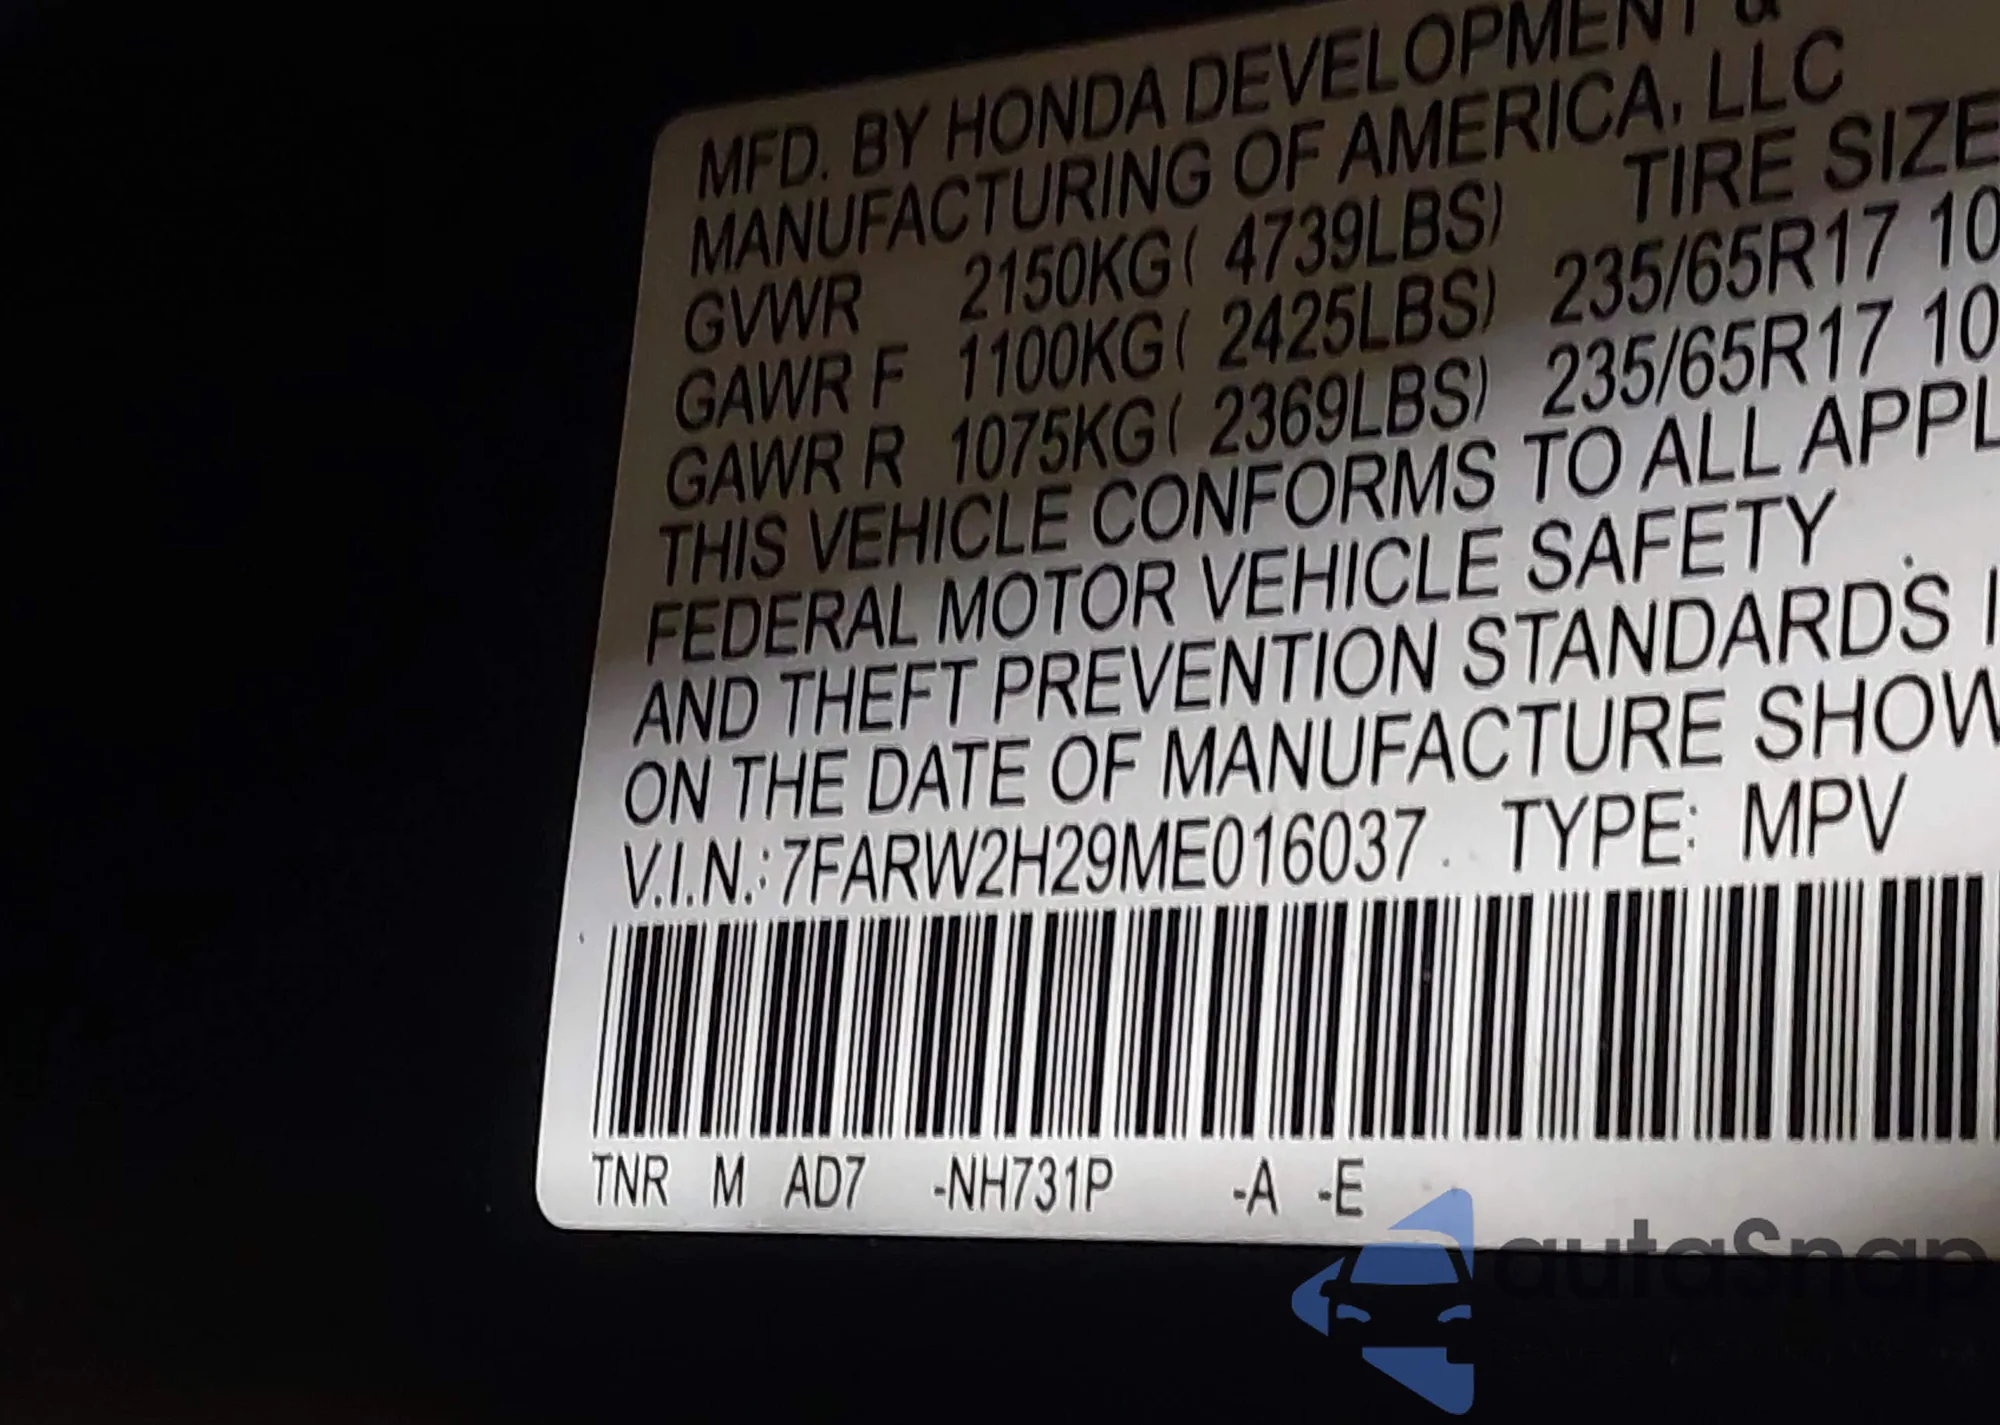 MFD. BY HONDA DEVELOPMENT &
MANUFACTURING OF AMERICA, LLC
TIRE SIZE
GVWR 2150KG( 4739LBS)
GAWR F 1100KG( 2425LBS) 235/65R17 10
GAWR R 1075KG( 2369LBS) 235/65R17 10
THIS VEHICLE CONFORMS TO ALL APPL
FEDERAL MOTOR VEHICLE SAFETY
AND THEFT PREVENTION STANDARDS I
ON THE DATE OF MANUFACTURE SHOW
V.I.N.: 7FARW2H29ME016037 TYPE: MPV
TNR M AD7 -NH731P -A -E
autaSnap